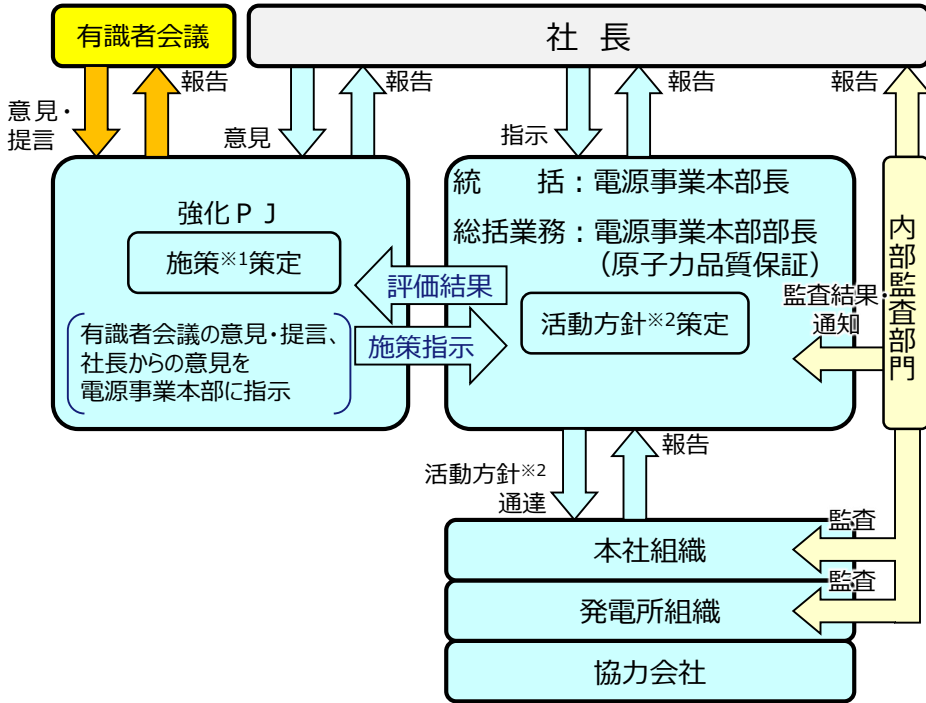 有識者会議
社 長
報告
報告
報告
報告
意見・
提言
意見
指示
強化ＰＪ
施策※1策定
有識者会議の意見・提言、
社長からの意見を
電源事業本部に指示
評価結果
施策指示
統　　括：電源事業本部長
総括業務：電源事業本部部長
（原子力品質保証）
活動方針※2策定
監査結果・
通知
内部監査部門
活動方針※2
通達
報告
本社組織
監査
発電所組織
監査
協力会社